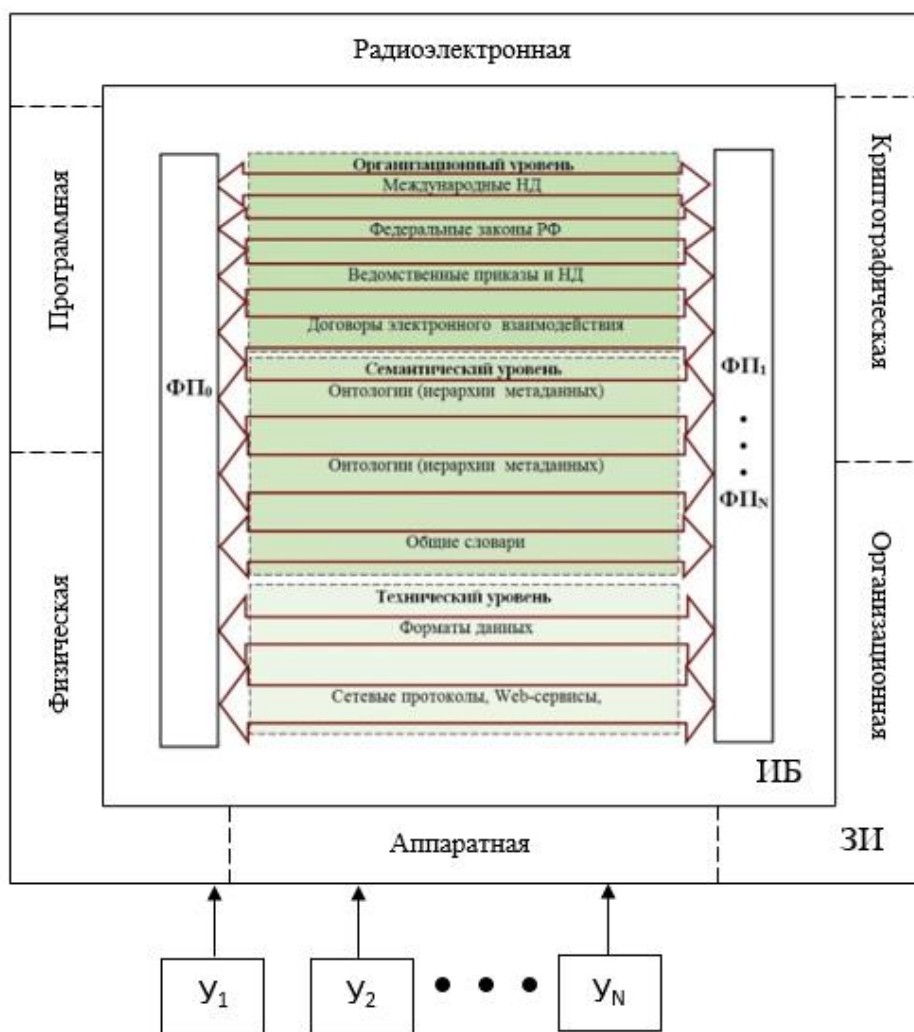 Радиоэлектронная
Программная
Криптографическая
Организационный уровень
Международные НД
Федеральные законы РФ
Ведомственные приказы и НД
Договоры электронного взаимодействия
Семантический уровень
Онтологии (иерархии метаданных)
Онтологии (иерархии метаданных)
Общие словари
Технический уровень
Форматы данных
Сетевые протоколы, Web-сервисы,
ФП₀
ФП₁
•
•
•
ФПN
Физическая
Организационная
ИБ
Аппаратная
ЗИ
У₁ У₂ • • • УN